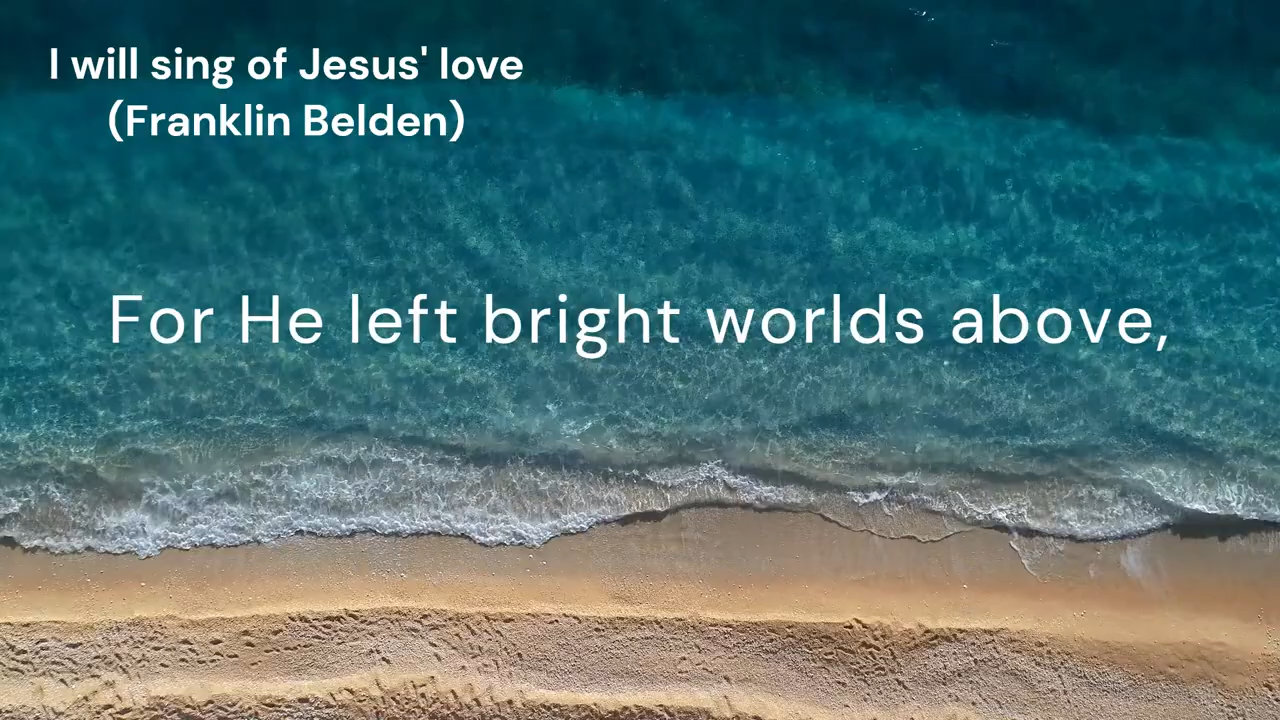 I will sing of Jesus' love
(Franklin Belden)
For He left bright worlds above,